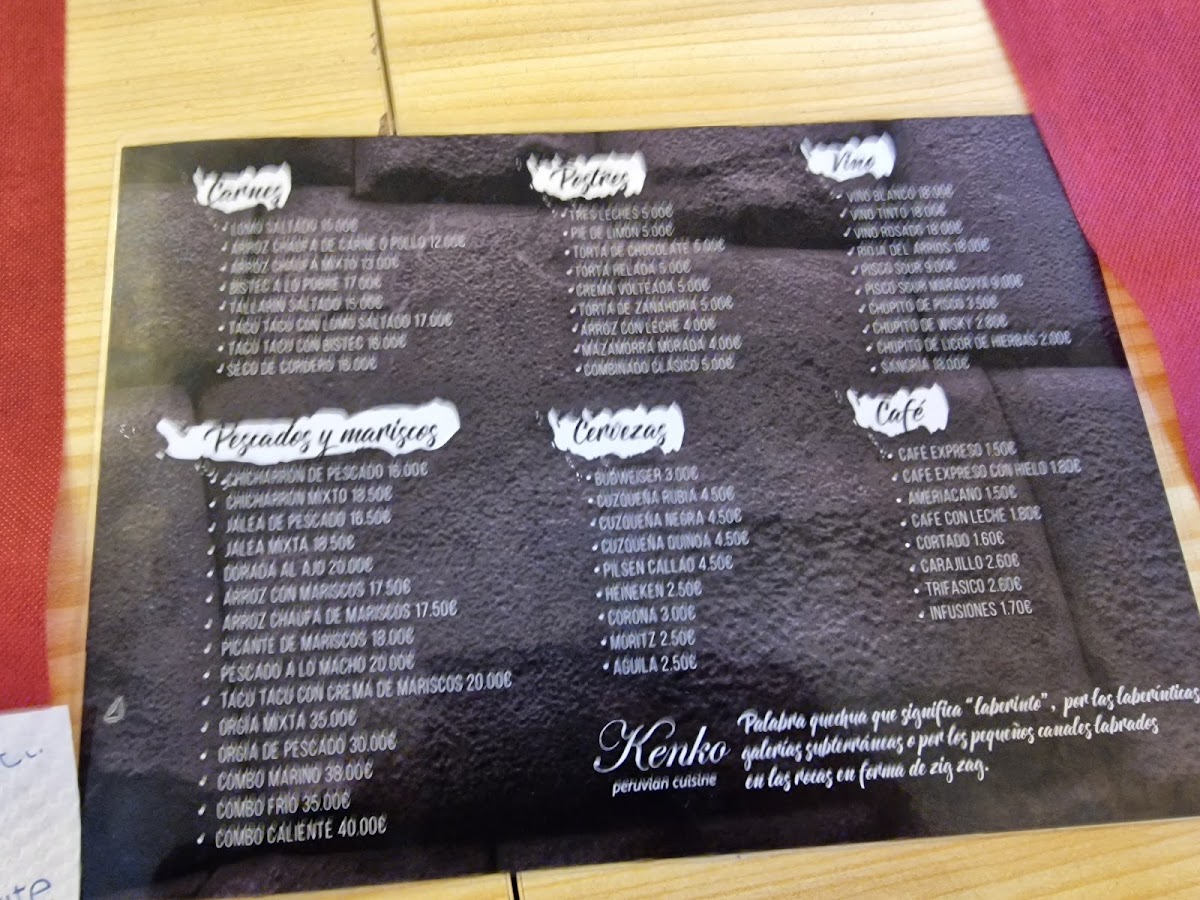 Carnes
LOMO SALTADO 15.00€
ARROZ CHAUFA DE CARNE O POLLO 12.00€
ARROZ CHAUFA MIXTO 13.00€
BISTEC A LO POBRE 17.00€
TALLARIN SALTADO 15.00€
TACU TACU CON LOMO SALTADO 17.00€
TACU TACU CON BISTEC 16.00€
SECO DE CORDERO 16.00€
Pescados y mariscos
CHICHARRÓN DE PESCADO 16.00€
CHICHARRÓN MIXTO 18.50€
JALEA DE PESCADO 16.50€
JALEA MIXTA 18.50€
DORADA AL AJO 20.00€
ARROZ CON MARISCOS 17.50€
ARROZ CHAUFA DE MARISCOS 17.50€
PICANTE DE MARISCOS 18.00€
PESCADO A LO MACHO 20.00€
TACU TACU CON CREMA DE MARISCOS 20.00€
ORGIA MIXTA 35.00€
ORGIA DE PESCADO 30.00€
COMBO MARINO 38.00€
COMBO FRIO 35.00€
COMBO CALIENTE 40.00€
Postres
TRES LECHES 5.00€
PIE DE LIMON 5.00€
TORTA DE CHOCOLATE 6.00€
TORTA HELADA 5.00€
CREMA VOLTEADA 5.00€
TORTA DE ZANAHORIA 5.00€
ARROZ CON LECHE 4.00€
MAZAMORRA MORADA 4.00€
COMBINADO CLÁSICO 5.00€
Cervezas
BUDWEISER 3.00€
CUZQUEÑA RUBIA 4.50€
CUZQUEÑA NEGRA 4.50€
CUZQUEÑA QUINOA 4.50€
PILSEN CALLAO 4.50€
HEINEKEN 2.50€
CORONA 3.00€
MORITZ 2.50€
AGUILA 2.50€
Vino
VINO BLANCO 18.00€
VINO TINTO 18.00€
VINO ROSADO 18.00€
RIOJA DEL ARRIOS 18.00€
PISCO SOUR 9.00€
PISCO SOUR MARACUYA 9.00€
CHUPITO DE PISCO 3.50€
CHUPITO DE WISKY 2.80€
CHUPITO DE LICOR DE HIERBAS 2.00€
SANGRIA 18.00€
Café
CAFÉ EXPRESO 1.50€
CAFE EXPRESO CON HIELO 1.80€
AMERIACANO 1.50€
CAFE CON LECHE 1.80€
CORTADO 1.60€
CARAJILLO 2.60€
TRIFASICO 2.60€
INFUSIONES 1.70€
Kenko
peruvian cuisine
Palabra quechua que significa "laberinto", por las laberínticas
galerías subterráneas o por los pequeños canales labrados
en las rocas en forma de zig zag.